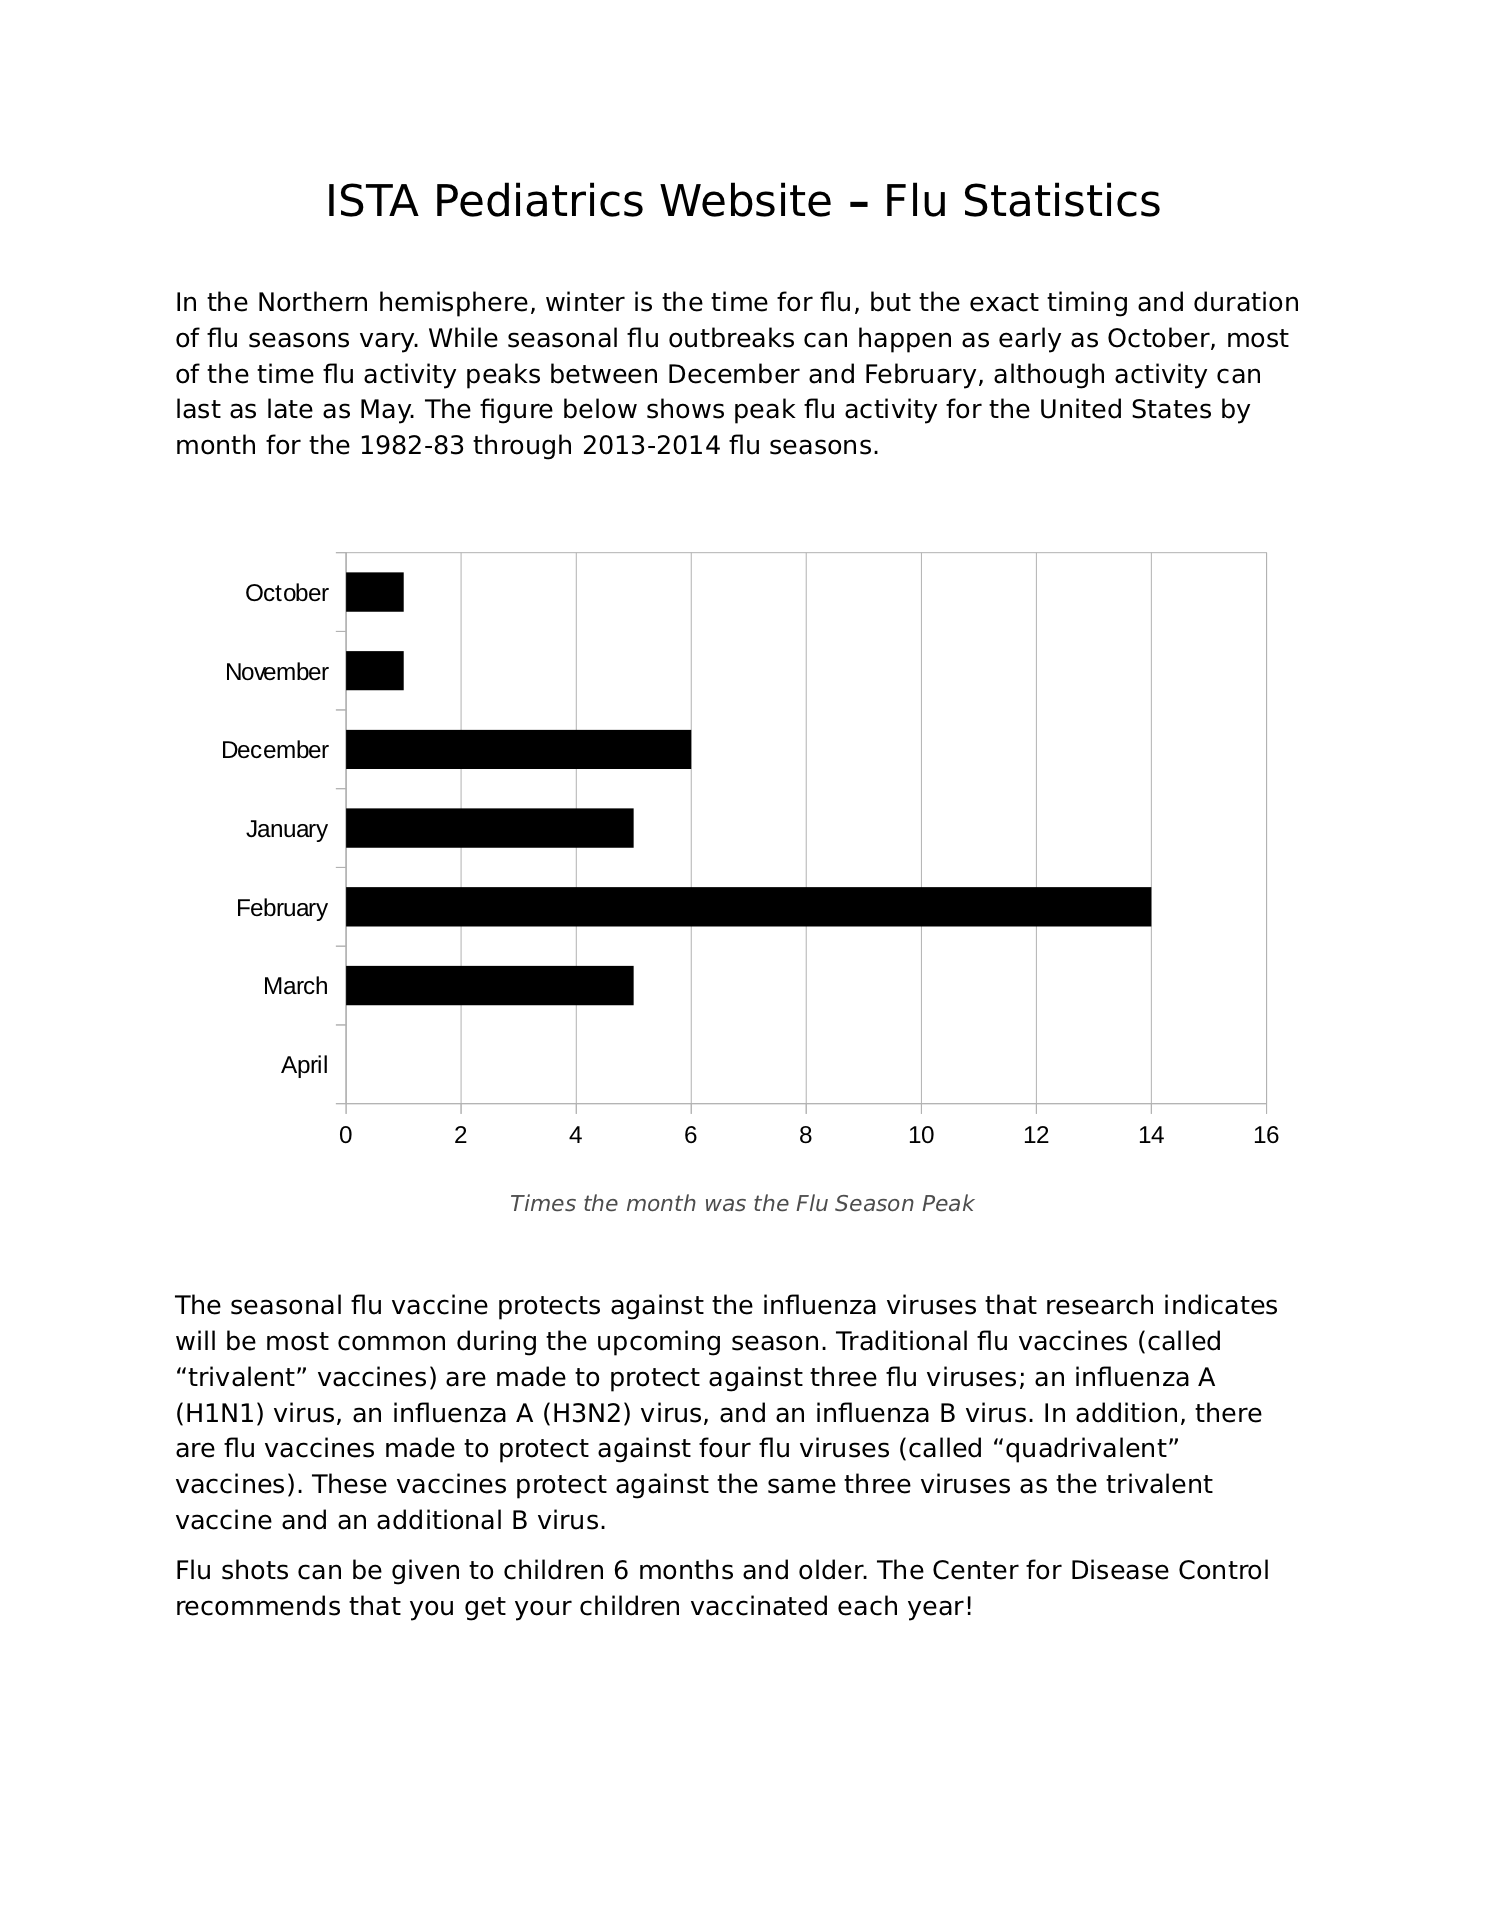 ISTA Pediatrics Website – Flu Statistics
In the Northern hemisphere, winter is the time for flu, but the exact timing and duration
of flu seasons vary. While seasonal flu outbreaks can happen as early as October, most
of the time flu activity peaks between December and February, although activity can
last as late as May. The figure below shows peak flu activity for the United States by
month for the 1982-83 through 2013-2014 flu seasons.
October
November
December
January
February
March
April
0 2 4 6 8 10 12 14 16
Times the month was the Flu Season Peak
The seasonal flu vaccine protects against the influenza viruses that research indicates
will be most common during the upcoming season. Traditional flu vaccines (called
“trivalent” vaccines) are made to protect against three flu viruses; an influenza A
(H1N1) virus, an influenza A (H3N2) virus, and an influenza B virus. In addition, there
are flu vaccines made to protect against four flu viruses (called “quadrivalent”
vaccines). These vaccines protect against the same three viruses as the trivalent
vaccine and an additional B virus.
Flu shots can be given to children 6 months and older. The Center for Disease Control
recommends that you get your children vaccinated each year!